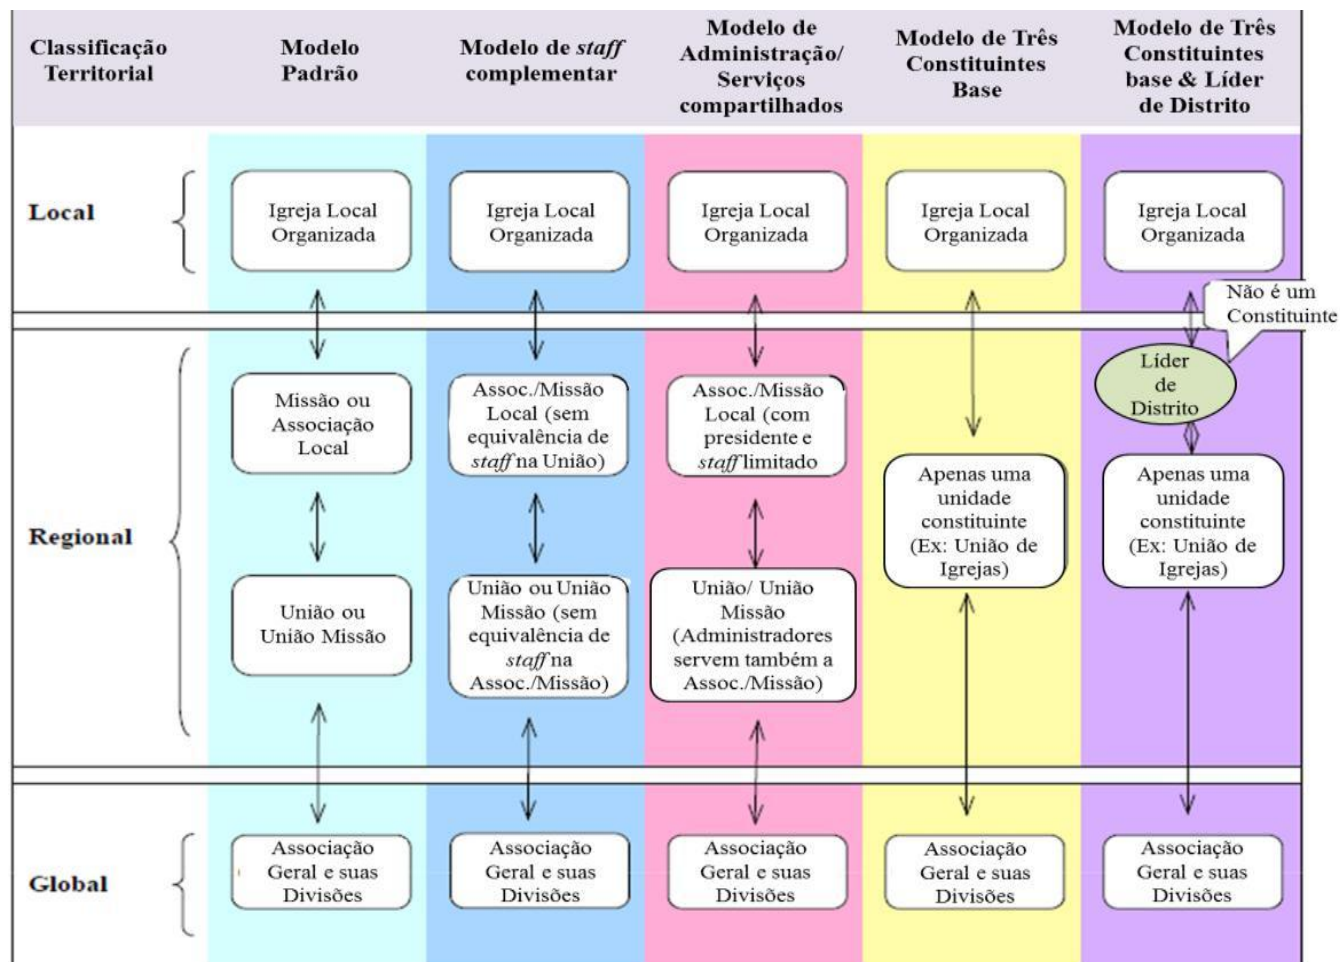 Classificação
Territorial
Modelo
Padrão
Modelo de staff
complementar
Modelo de
Administração/
Serviços
compartilhados
Modelo de Três
Constituintes
Base
Modelo de Três
Constituintes
base & Líder
de Distrito
Local
Igreja Local
Organizada
Igreja Local
Organizada
Igreja Local
Organizada
Igreja Local
Organizada
Igreja Local
Organizada
Não é um
Constituinte
Regional
Missão ou
Associação
Local
Assoc./Missão
Local (sem
equivalência de
staff na União)
Assoc./Missão
Local (com
presidente e
staff limitado
Líder
de
Distrito
Apenas uma
unidade
constituinte
(Ex: União de
Igrejas)
Apenas uma
unidade
constituinte
(Ex: União de
Igrejas)
União ou
União Missão
União ou União
Missão (sem
equivalência de
staff na
Assoc./Missão)
União/ União
Missão
(Administradores
servem também a
Assoc./Missão)
Global
Associação
Geral e suas
Divisões
Associação
Geral e suas
Divisões
Associação
Geral e suas
Divisões
Associação
Geral e suas
Divisões
Associação
Geral e suas
Divisões